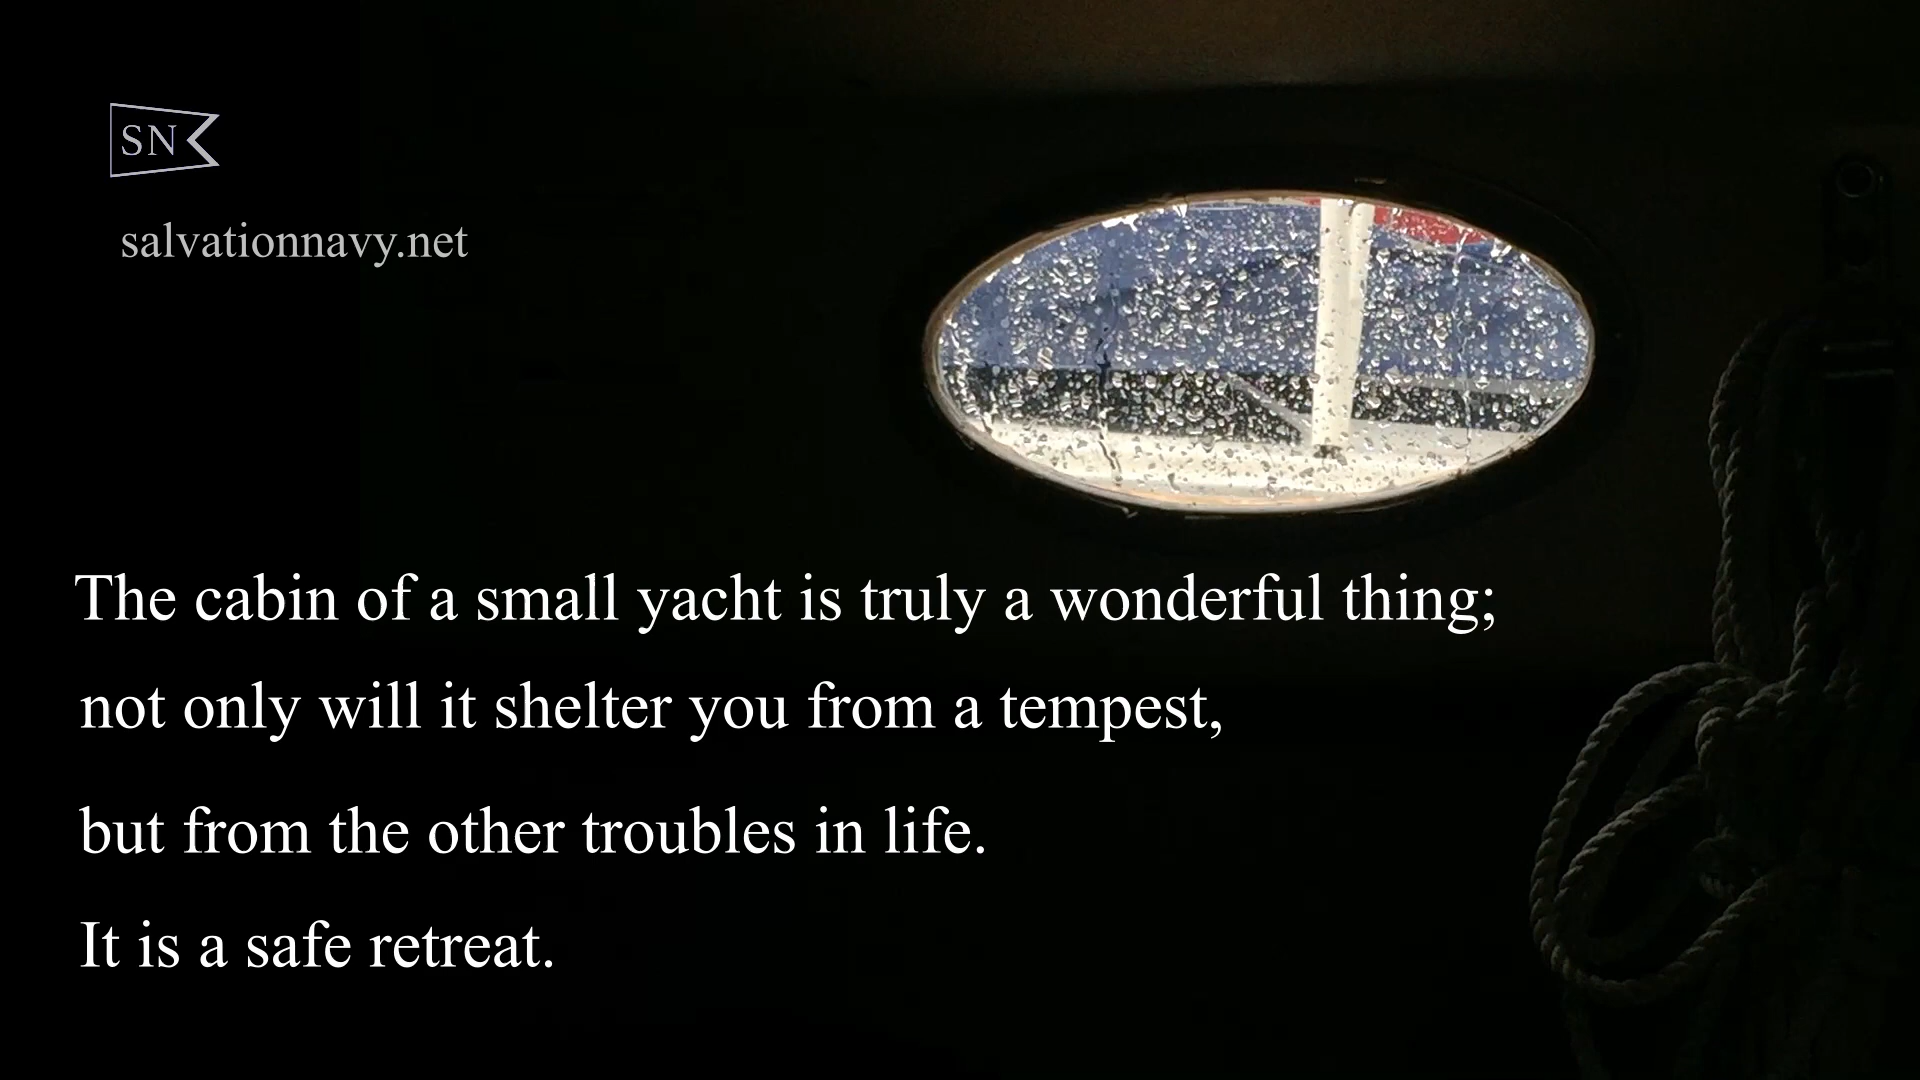 SN
salvationnavy.net
The cabin of a small yacht is truly a wonderful thing;
not only will it shelter you from a tempest,
but from the other troubles in life.
It is a safe retreat.